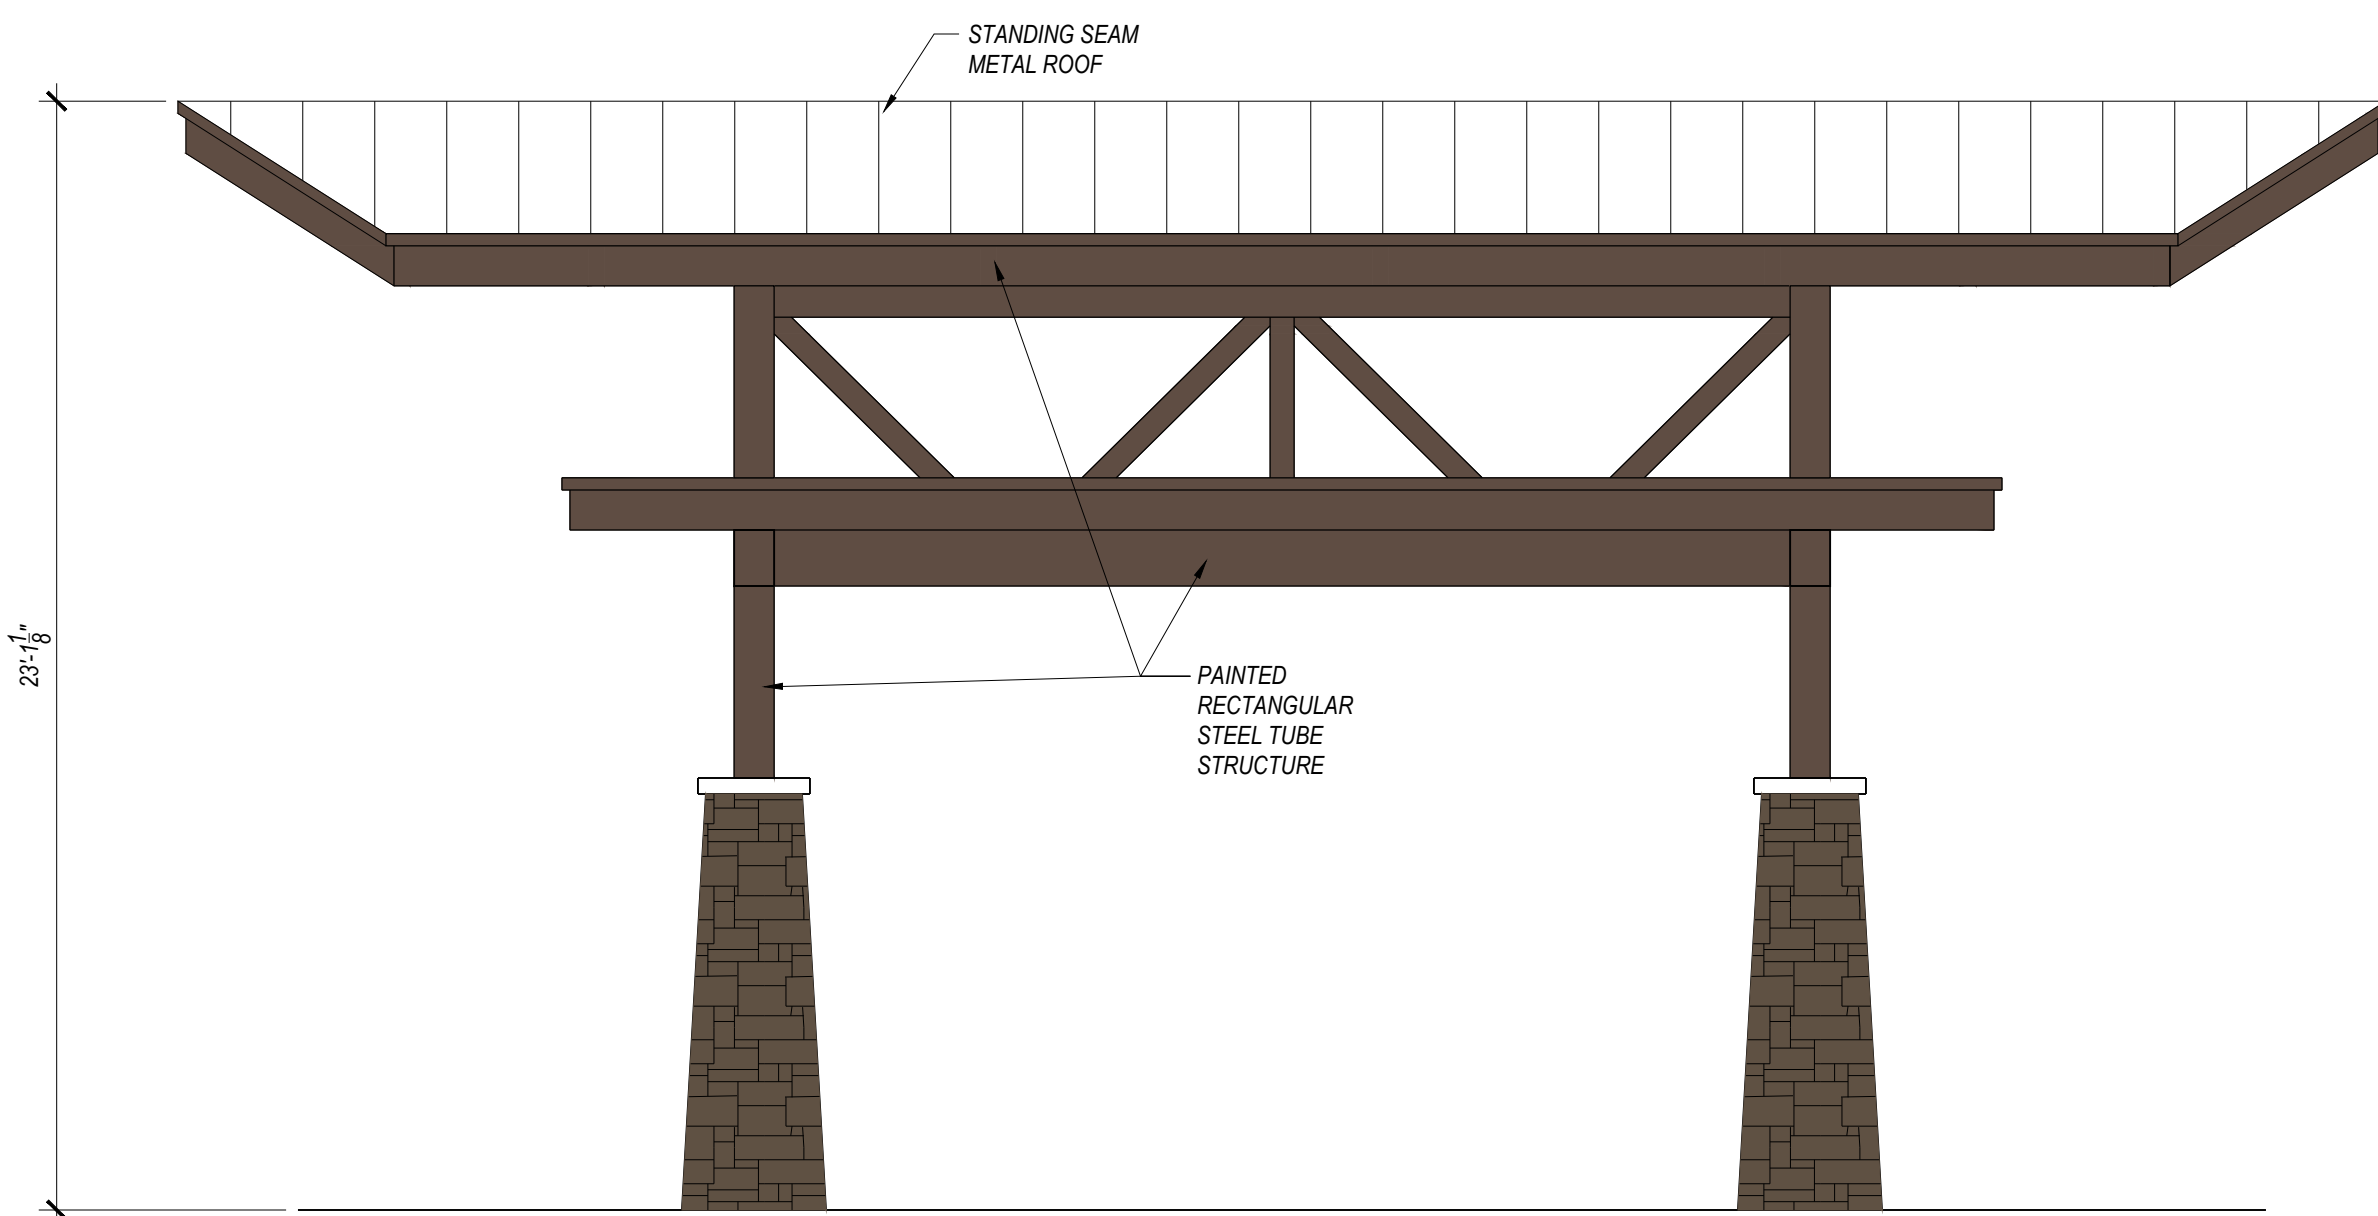 STANDING SEAM
METAL ROOF
23'-1 1/8"
PAINTED
RECTANGULAR
STEEL TUBE
STRUCTURE